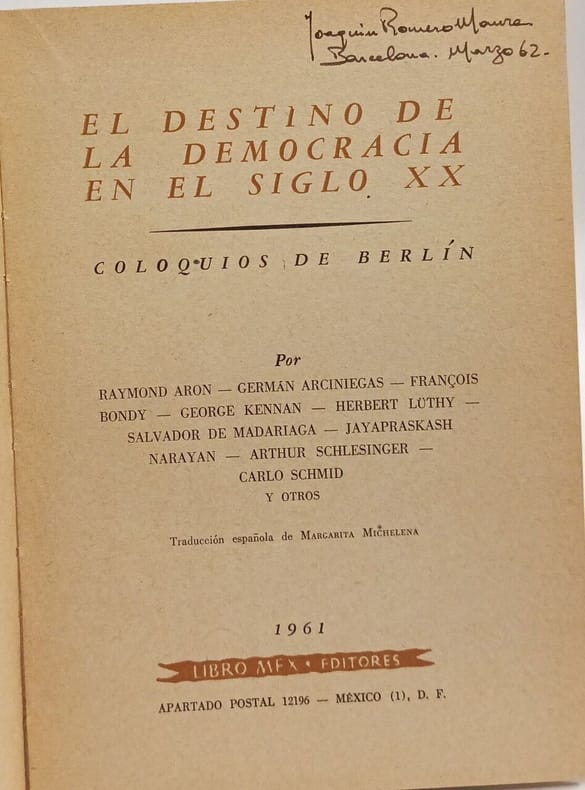 Joaquin Romero Maura
Barcelona. Marzo 62-
EL DESTINO DE
LA DEMOCRACIA
EN EL SIGLO XX
COLOQUIOS DE BERLÍN
Por
RAYMOND ARON — GERMÁN ARCINIEGAS — FRANÇOIS
BONDY — GEORGE KENNAN — HERBERT LÜTHY —
SALVADOR DE MADARIAGA — JAYAPRASKASH
NARAYAN — ARTHUR SCHLESINGER —
CARLO SCHMID
Y OTROS
Traducción española de MARGARITA MICHELENA
1961
LIBRO MEX • EDITORES
APARTADO POSTAL 12196 — MÉXICO (1), D. F.